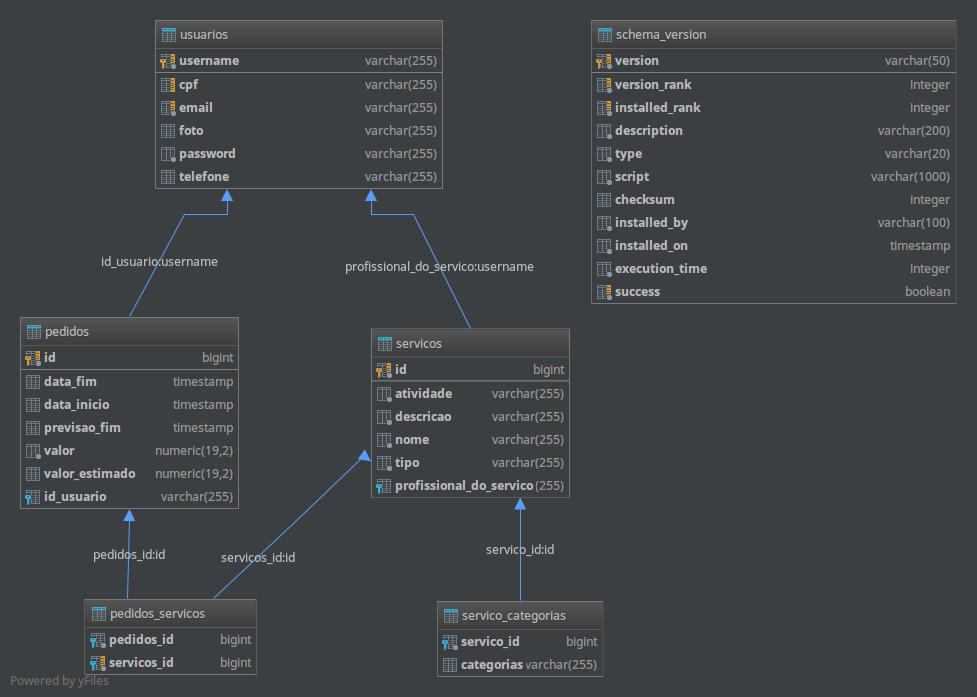 usuarios
username varchar(255)
cpf varchar(255)
email varchar(255)
foto varchar(255)
password varchar(255)
telefone varchar(255)
schema_version
version varchar(50)
version_rank integer
installed_rank integer
description varchar(200)
type varchar(20)
script varchar(1000)
checksum integer
installed_by varchar(100)
installed_on timestamp
execution_time integer
success boolean
id_usuario:username
profissional_do_servico:username
pedidos
id bigint
data_fim timestamp
data_inicio timestamp
previsao_fim timestamp
valor numeric(19,2)
valor_estimado numeric(19,2)
id_usuario varchar(255)
servicos
id bigint
atividade varchar(255)
descricao varchar(255)
nome varchar(255)
tipo varchar(255)
profissional_do_servico (255)
pedidos_id:id
servicos_id:id
servico_id:id
pedidos_servicos
pedidos_id bigint
servicos_id bigint
servico_categorias
servico_id bigint
categorias varchar(255)
Powered by yFiles